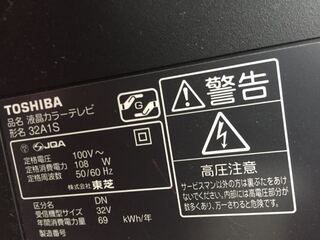 TOSHIBA
品名 液晶カラーテレビ
形名 32A1S
JQA
定格電圧 100V～
定格消費電力 108 W
定格周波数 50/60 Hz
株式会社 東芝
区分名 DN
受信機型サイズ 32V
年間消費電力量 69 kWh/年
製造番号
警告
高圧注意
サービスマン以外の方は裏ぶたをあけ
ないでください。内部には高電圧部分が
数多くあり、万一さわると危険です。